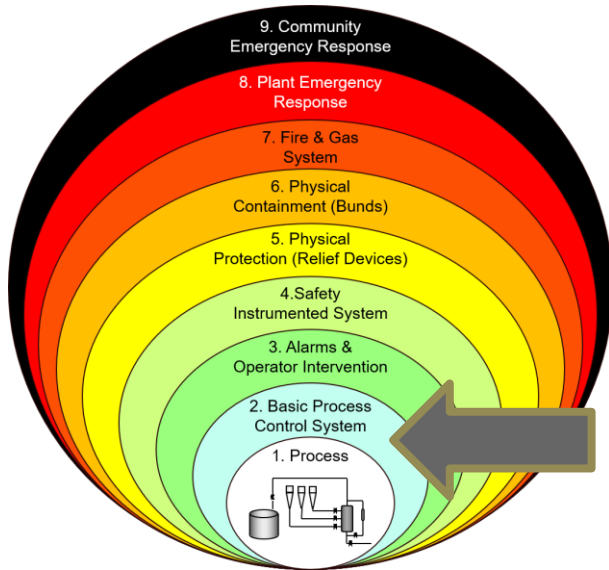 9. Community
Emergency Response
8. Plant Emergency
Response
7. Fire & Gas
System
6. Physical
Containment (Bunds)
5. Physical
Protection (Relief Devices)
4.Safety
Instrumented System
3. Alarms &
Operator Intervention
2. Basic Process
Control System
1. Process